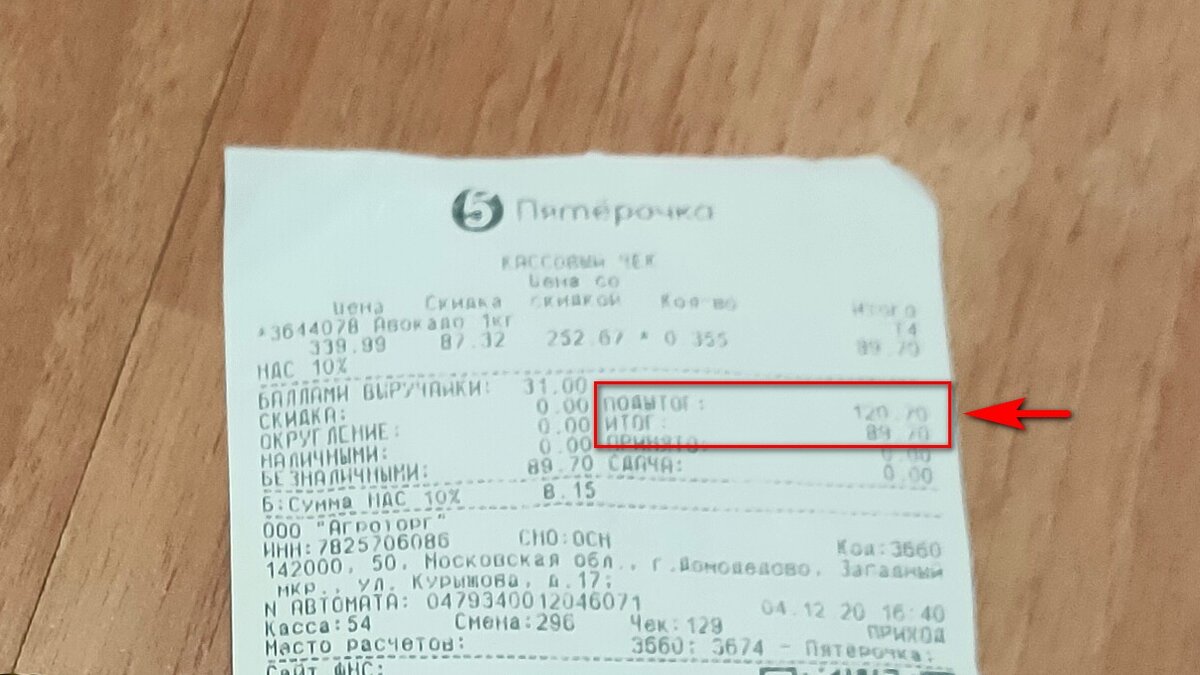 5 Пятёрочка
КАССОВЫЙ ЧЕК
Цена со
Цена Скидка скидкой Кол-во Итого
*3644078 Авокадо 1кг Г4
339.99 87.32 252.67 * 0.355 89.70
НДС 10%
БАЛЛАМИ ВЫРУЧАЙКИ: 31.00
СКИДКА: 0.00 ПОДЫТОГ: 120.70
ОКРУГЛЕНИЕ: 0.00 ИТОГ: 89.70
НАЛИЧНЫМИ: 0.00 ПРИНЯТО: 0.00
БЕЗНАЛИЧНЫМИ: 89.70 СДАЧА: 0.00
Б:Сумма НДС 10% 8.15
ООО "Агроторг"
ИНН:7825706086 СНО:ОСН Код:3660
142000, 50, Московская обл., г.Домодедово, Западный
мкр., ул. Курыжова, д.17;
N АВТОМАТА: 0479340012046071 04.12.20 16:40
Касса:54 Смена:296 Чек:129 ПРИХОД
Место расчетов: 3660; 3674 - Пятерочка;
Сайт ФНС: